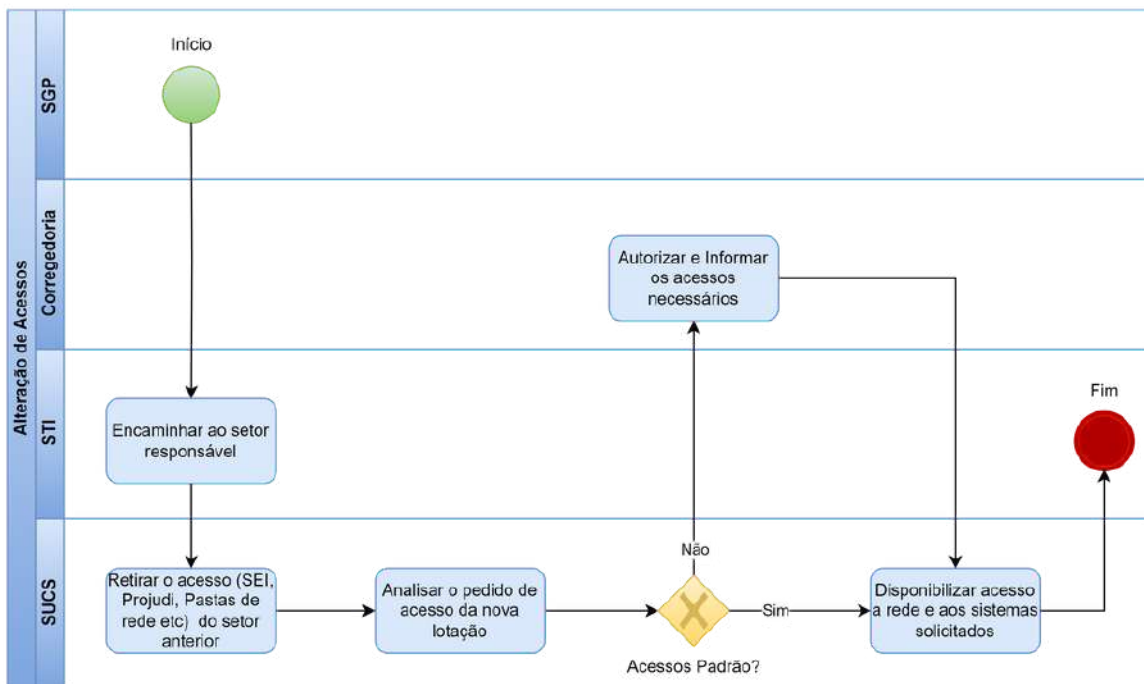 Alteração de Acessos
SGP
Início
Corregedoria
Autorizar e Informar
os acessos
necessários
STI
Encaminhar ao setor
responsável
Fim
SUCS
Retirar o acesso (SEI,
Projudi, Pastas de
rede etc) do setor
anterior
Analisar o pedido de
acesso da nova
lotação
Não
Sim
Acessos Padrão?
Disponibilizar acesso
a rede e aos sistemas
solicitados